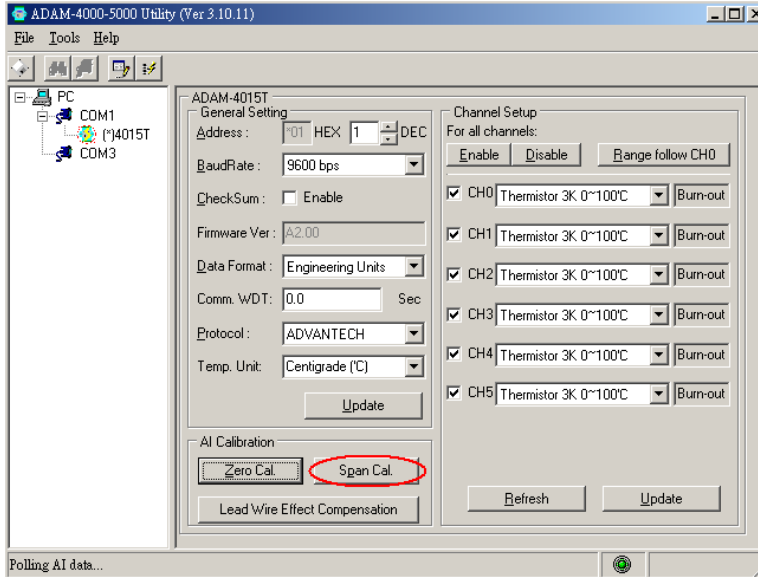 ADAM-4000-5000 Utility (Ver 3.10.11)
File Tools Help
PC
COM1
(*)4015T
COM3
ADAM-4015T
General Setting
Address : *01 HEX 1 DEC
BaudRate : 9600 bps
CheckSum : Enable
Firmware Ver : A2.00
Data Format : Engineering Units
Comm. WDT: 0.0 Sec
Protocol : ADVANTECH
Temp. Unit: Centigrade ('C)
Update
AI Calibration
Zero Cal. Span Cal.
Lead Wire Effect Compensation
Channel Setup
For all channels:
Enable Disable Range follow CH0
CH0 Thermistor 3K 0~100'C Burn-out
CH1 Thermistor 3K 0~100'C Burn-out
CH2 Thermistor 3K 0~100'C Burn-out
CH3 Thermistor 3K 0~100'C Burn-out
CH4 Thermistor 3K 0~100'C Burn-out
CH5 Thermistor 3K 0~100'C Burn-out
Refresh Update
Polling AI data...